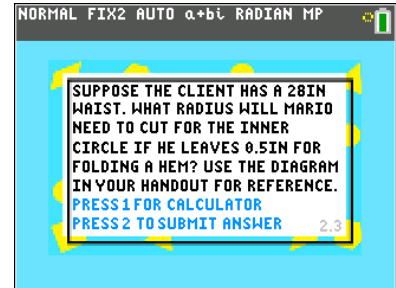 NORMAL FIX2 AUTO a+bi RADIAN MP
SUPPOSE THE CLIENT HAS A 28IN
WAIST. WHAT RADIUS WILL MARIO
NEED TO CUT FOR THE INNER
CIRCLE IF HE LEAVES 0.5IN FOR
FOLDING A HEM? USE THE DIAGRAM
IN YOUR HANDOUT FOR REFERENCE.
PRESS 1 FOR CALCULATOR
PRESS 2 TO SUBMIT ANSWER 2.3